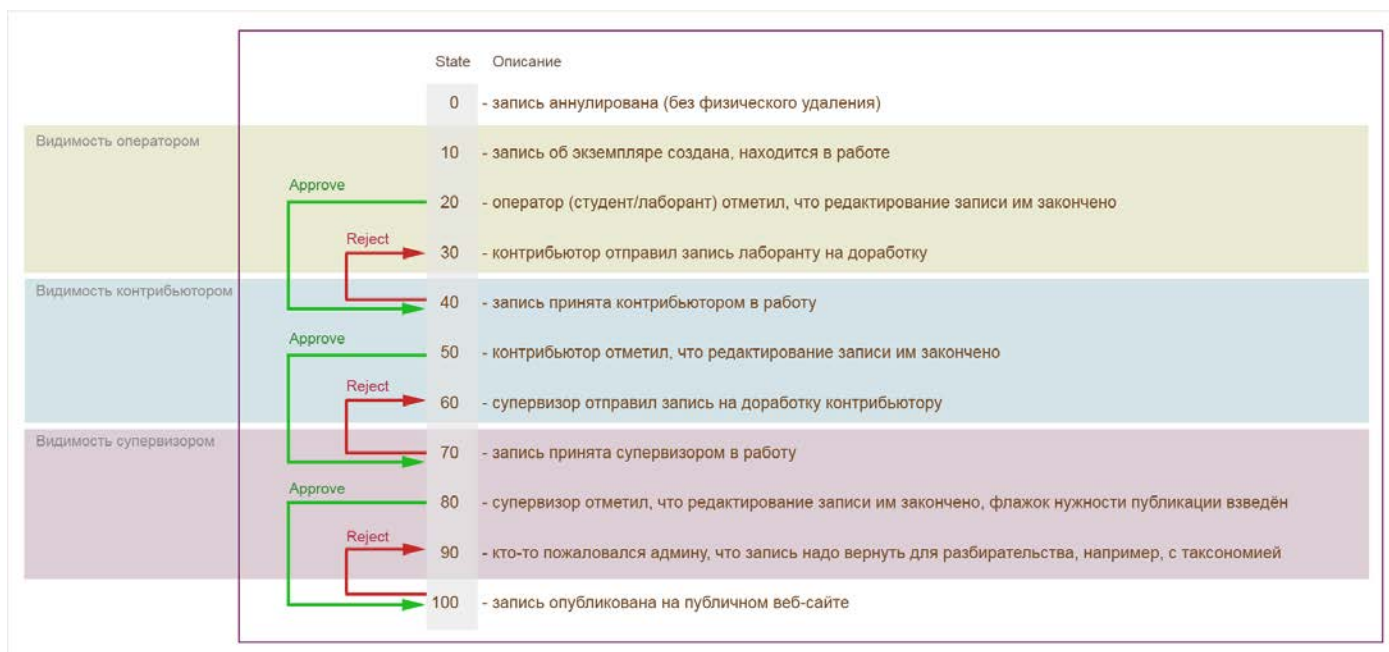 State Описание
0 - запись аннулирована (без физического удаления)
Видимость оператором
10 - запись об экземпляре создана, находится в работе
Approve
20 - оператор (студент/лаборант) отметил, что редактирование записи им закончено
Reject
30 - контрибьютор отправил запись лаборанту на доработку
Видимость контрибьютором
40 - запись принята контрибьютором в работу
Approve
50 - контрибьютор отметил, что редактирование записи им закончено
Reject
60 - супервизор отправил запись на доработку контрибьютору
Видимость супервизором
70 - запись принята супервизором в работу
Approve
80 - супервизор отметил, что редактирование записи им закончено, флажок нужности публикации взведён
Reject
90 - кто-то пожаловался админу, что запись надо вернуть для разбирательства, например, с таксономией
100 - запись опубликована на публичном веб-сайте